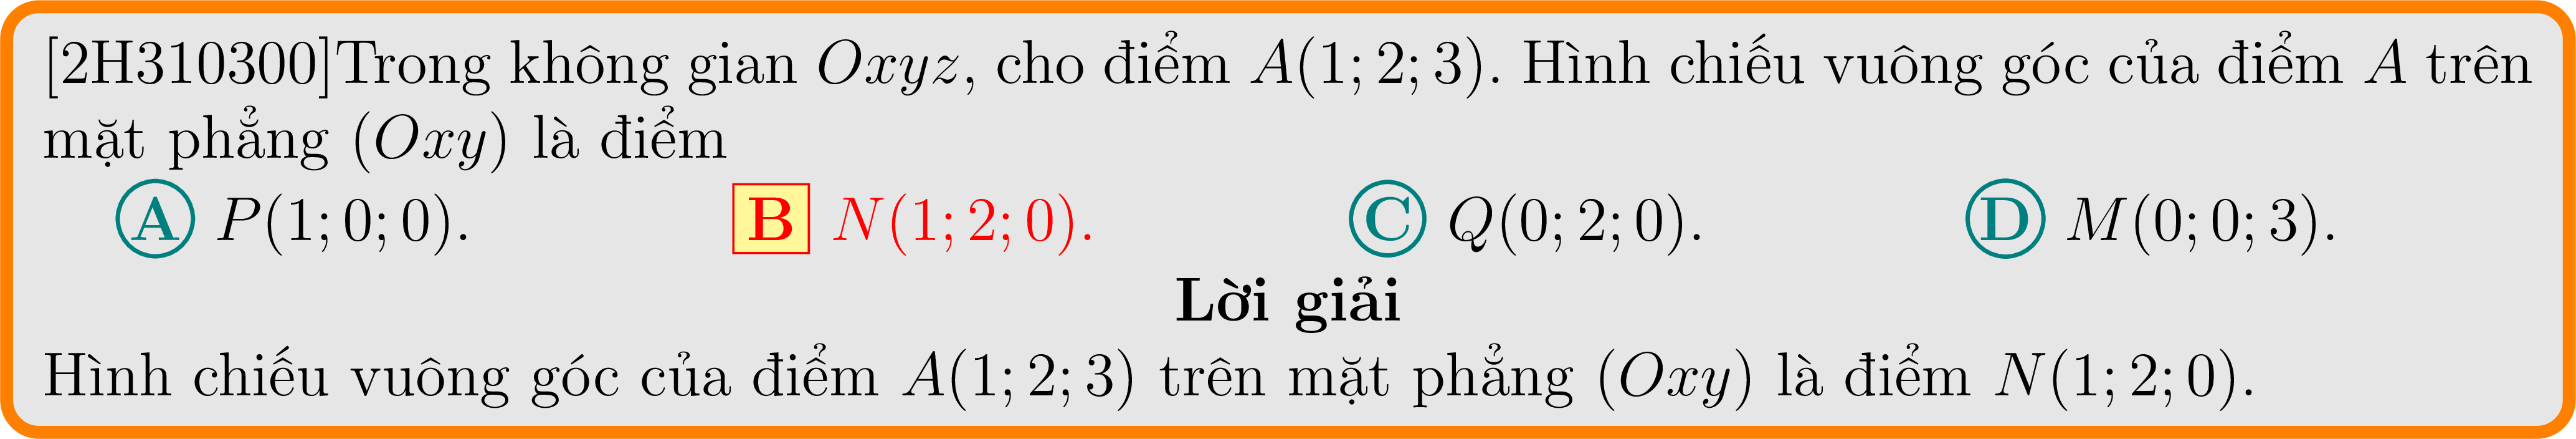 [2H310300]Trong không gian Oxyz, cho điểm A(1; 2; 3). Hình chiếu vuông góc của điểm A trên
mặt phẳng (Oxy) là điểm
A P(1; 0; 0). B N(1; 2; 0). C Q(0; 2; 0). D M(0; 0; 3).
Lời giải
Hình chiếu vuông góc của điểm A(1; 2; 3) trên mặt phẳng (Oxy) là điểm N(1; 2; 0).